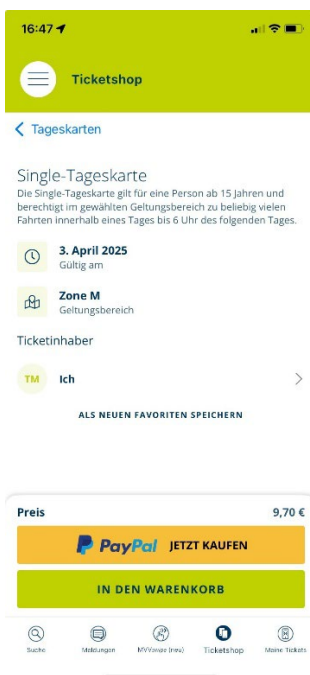 16:47
Ticketshop
Tageskarten
Single-Tageskarte
Die Single-Tageskarte gilt für eine Person ab 15 Jahren und
berechtigt im gewählten Geltungsbereich zu beliebig vielen
Fahrten innerhalb eines Tages bis 6 Uhr des folgenden Tages.
3. April 2025
Gültig am
Zone M
Geltungsbereich
Ticketinhaber
TM Ich
ALS NEUEN FAVORITEN SPEICHERN
Preis 9,70 €
PayPal JETZT KAUFEN
IN DEN WARENKORB
Suche Meldungen MVVswipe (neu) Ticketshop Meine Tickets